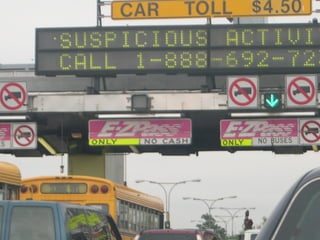 CAR TOLL $4.50
SUSPICIOUS ACTIVI
CALL 1-888-692-72
E-ZPass
ONLY NO CASH
E-ZPass
ONLY NO BUSES